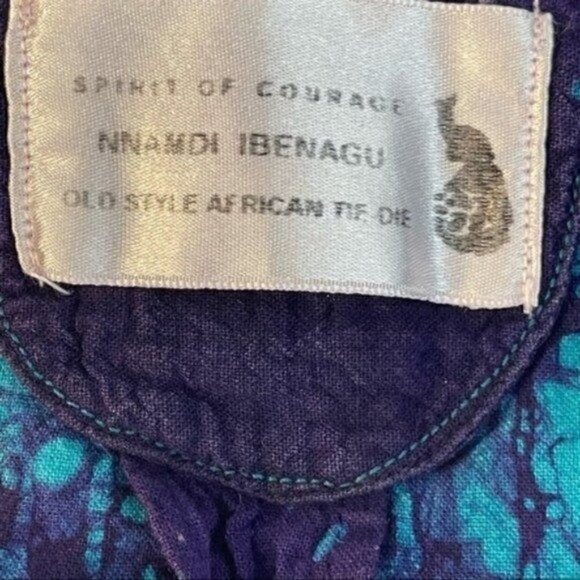 SPIRIT OF COURAGE
NNAMDI IBENAGU
OLD STYLE AFRICAN TIE DIE